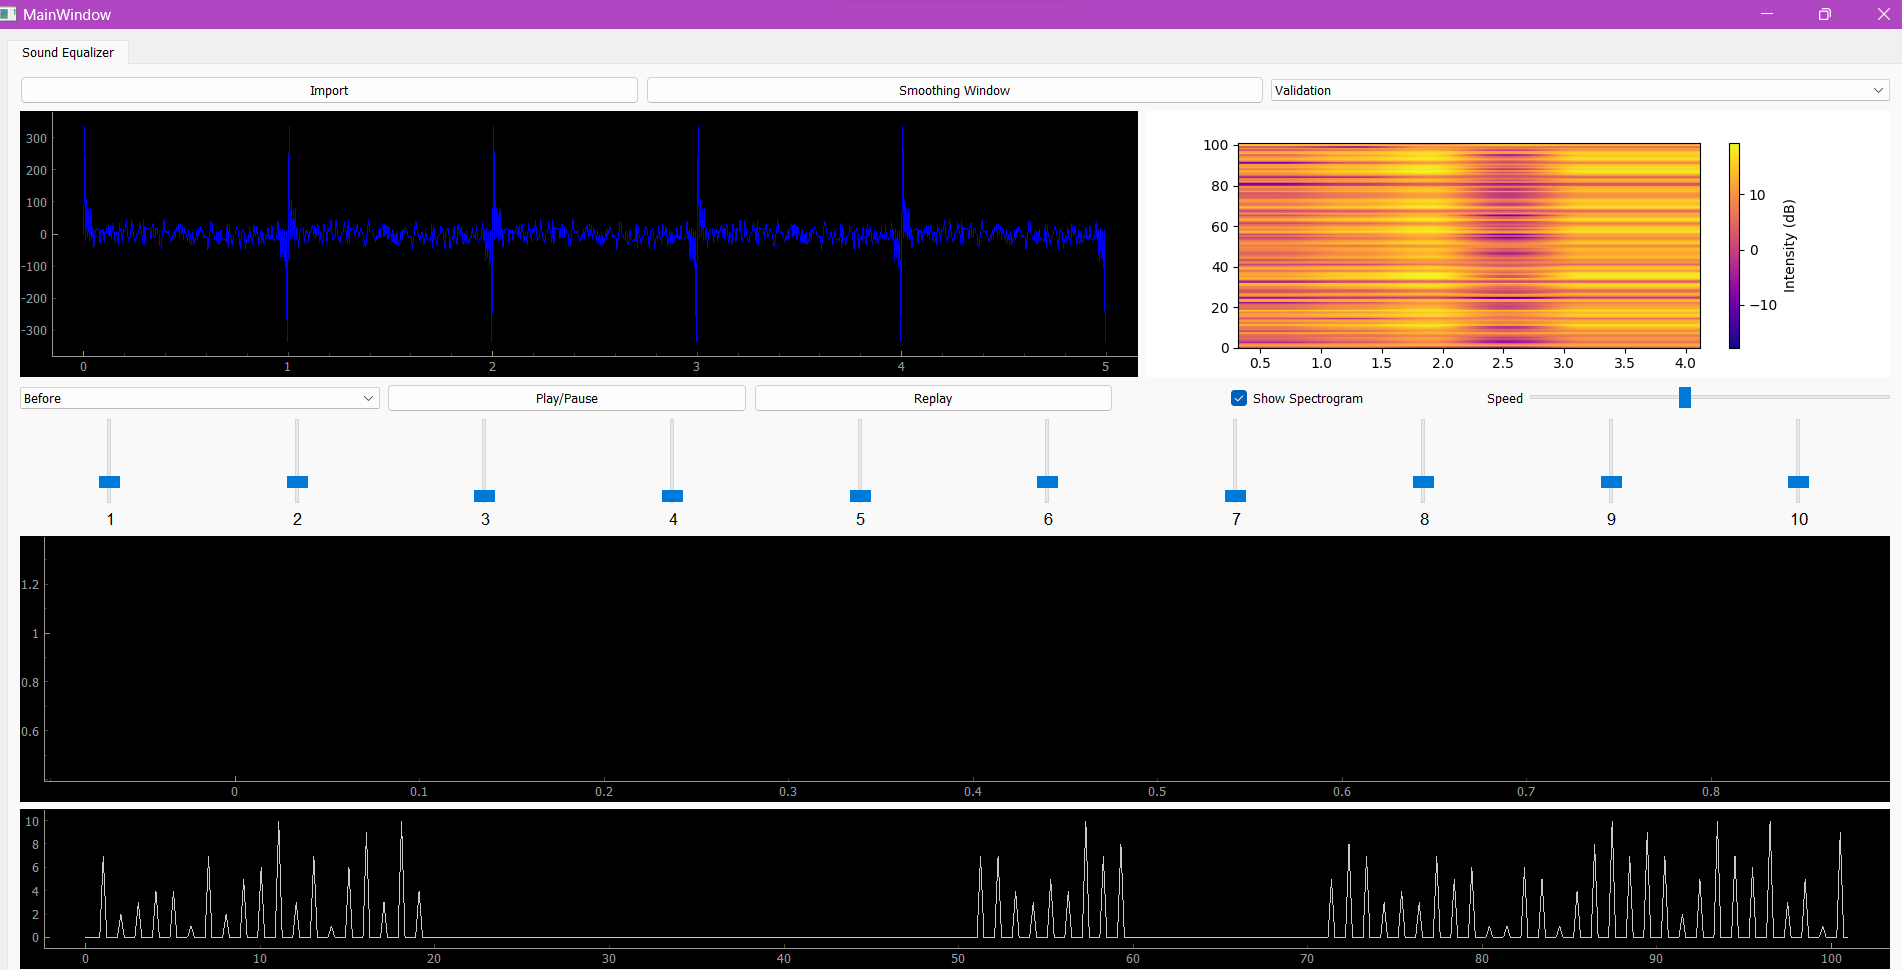 MainWindow
Sound Equalizer
Import
Smoothing Window
Validation
300
200
100
0
-100
-200
-300
0 1 2 3 4 5
100
80
60
40
20
0
0.5 1.0 1.5 2.0 2.5 3.0 3.5 4.0
10
0
−10
Intensity (dB)
Before
Play/Pause
Replay
Show Spectrogram
Speed
1 2 3 4 5 6 7 8 9 10
1.2
1
0.8
0.6
0 0.1 0.2 0.3 0.4 0.5 0.6 0.7 0.8
10
8
6
4
2
0
0 10 20 30 40 50 60 70 80 90 100